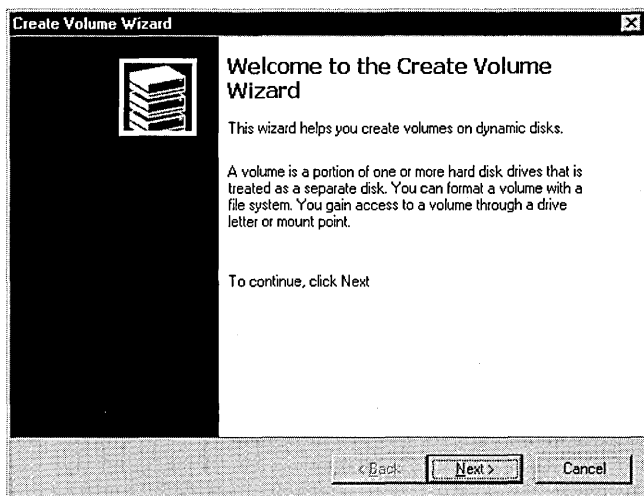 Create Volume Wizard
Welcome to the Create Volume
Wizard
This wizard helps you create volumes on dynamic disks.
A volume is a portion of one or more hard disk drives that is
treated as a separate disk. You can format a volume with a
file system. You gain access to a volume through a drive
letter or mount point.
To continue, click Next
< Back Next > Cancel